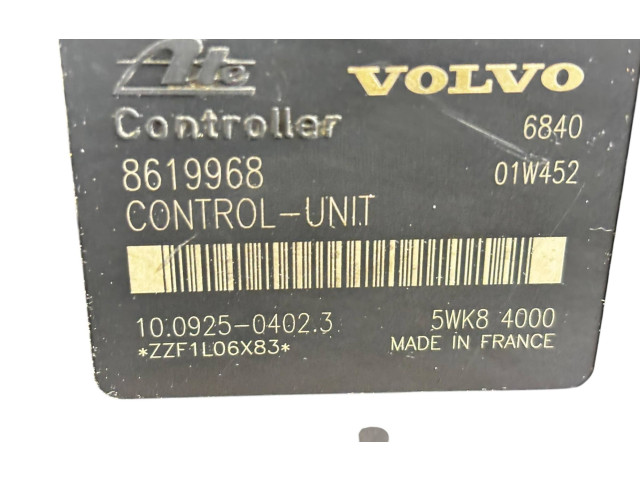 Ate VOLVO
Controller 6840
8619968 01W452
CONTROL-UNIT
10.0925-0402.3 5WK8 4000
*ZZF1L06X83* MADE IN FRANCE